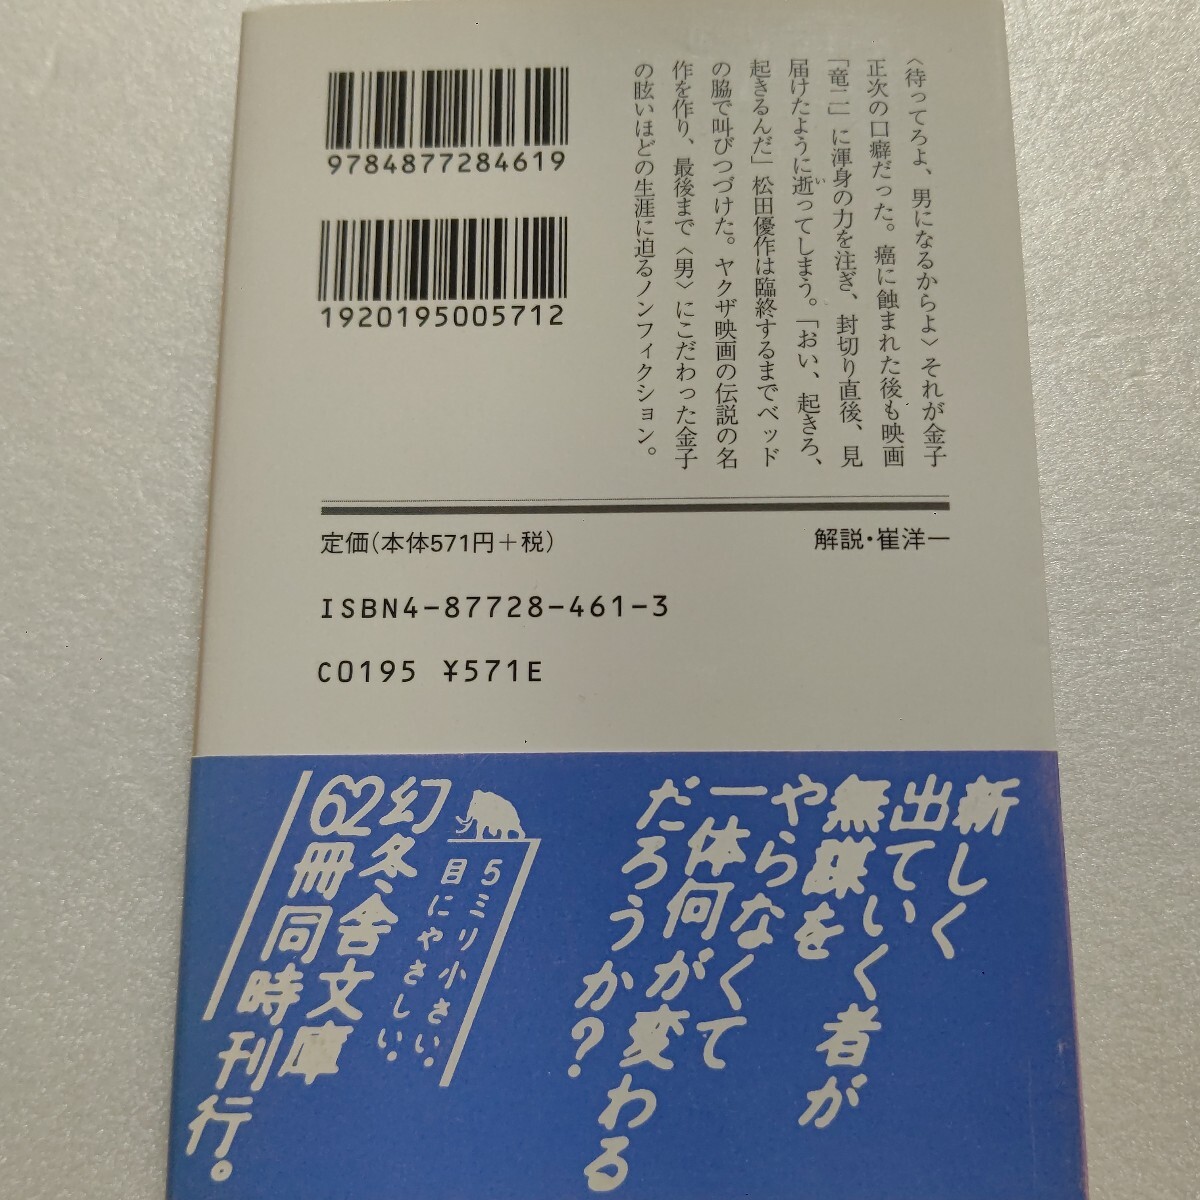 〈待ってろよ、男になるからよ〉それが金子
正次の口癖だった。癌に蝕まれた後も映画
「竜二」に渾身の力を注ぎ、封切り直後、見
届けたように逝ってしまう。「おい、起きろ、
起きるんだ」松田優作は臨終するまでベッド
の脇で叫びつづけた。ヤクザ映画の伝説の名
作を作り、最後まで〈男〉にこだわった金子
の眩いほどの生涯に迫るノンフィクション。
い
9784877284619
1920195005712
定価(本体571円+税)
解説・崔洋一
ISBN4-87728-461-3
C0195 ¥571E
新しく
出ていく者が
無謀を
やらなくて
一体何が変わる
だろうか?
5ミリ小さい。
目にやさしい。
幻冬舎文庫
62冊同時刊行。